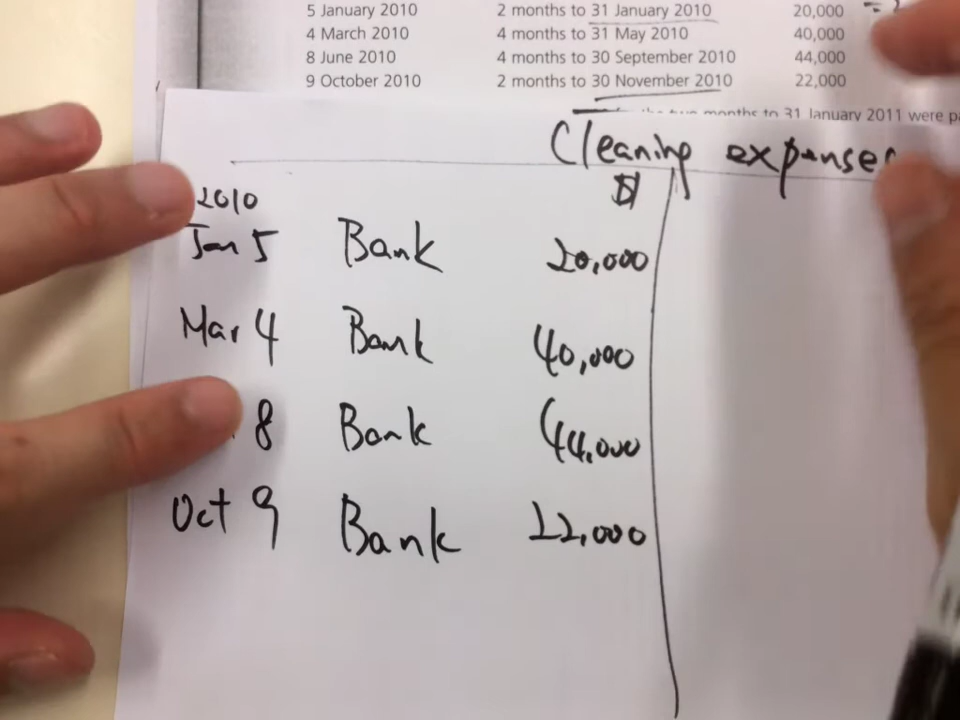 5 January 2010 2 months to 31 January 2010 20,000
4 March 2010 4 months to 31 May 2010 40,000
8 June 2010 4 months to 30 September 2010 44,000
9 October 2010 2 months to 30 November 2010 22,000
months to 31 January 2011 were
Cleaning expenses
$
2010
Jan 5 Bank 20,000
Mar 4 Bank 40,000
8 Bank 44,000
Oct 9 Bank 22,000